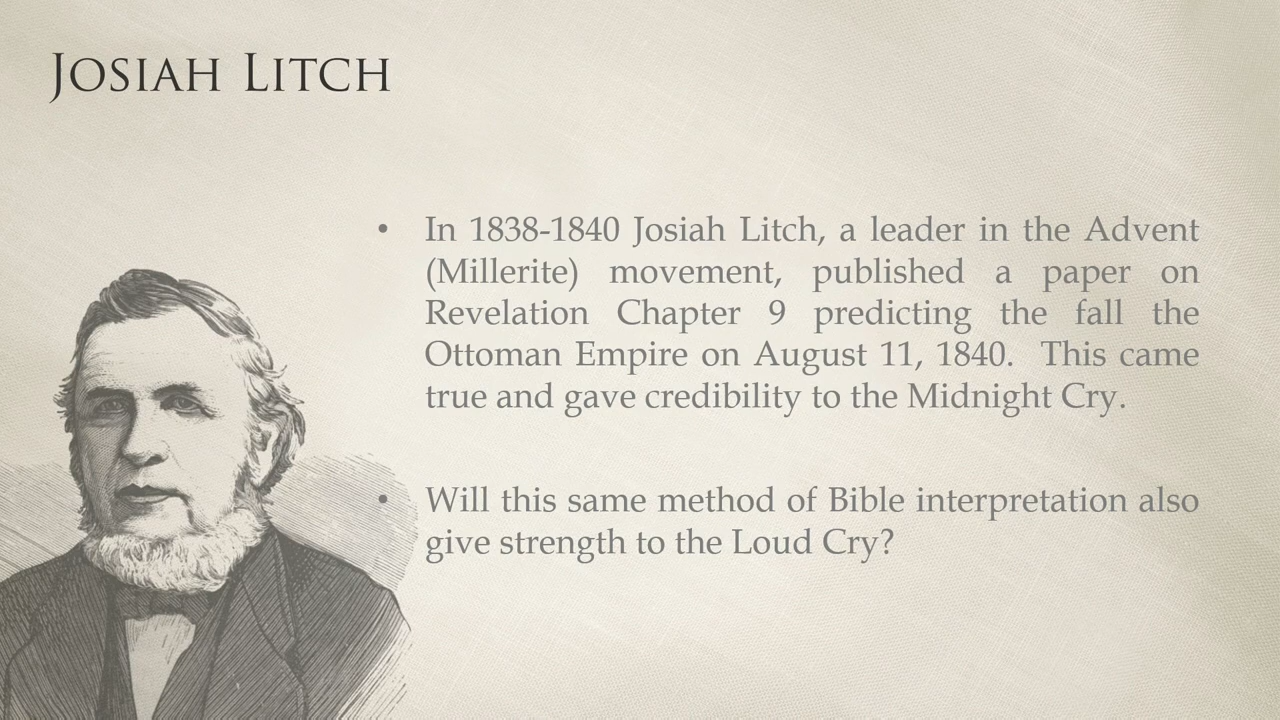 Josiah Litch
• In 1838-1840 Josiah Litch, a leader in the Advent
(Millerite) movement, published a paper on
Revelation Chapter 9 predicting the fall the
Ottoman Empire on August 11, 1840.  This came
true and gave credibility to the Midnight Cry.
• Will this same method of Bible interpretation also
give strength to the Loud Cry?